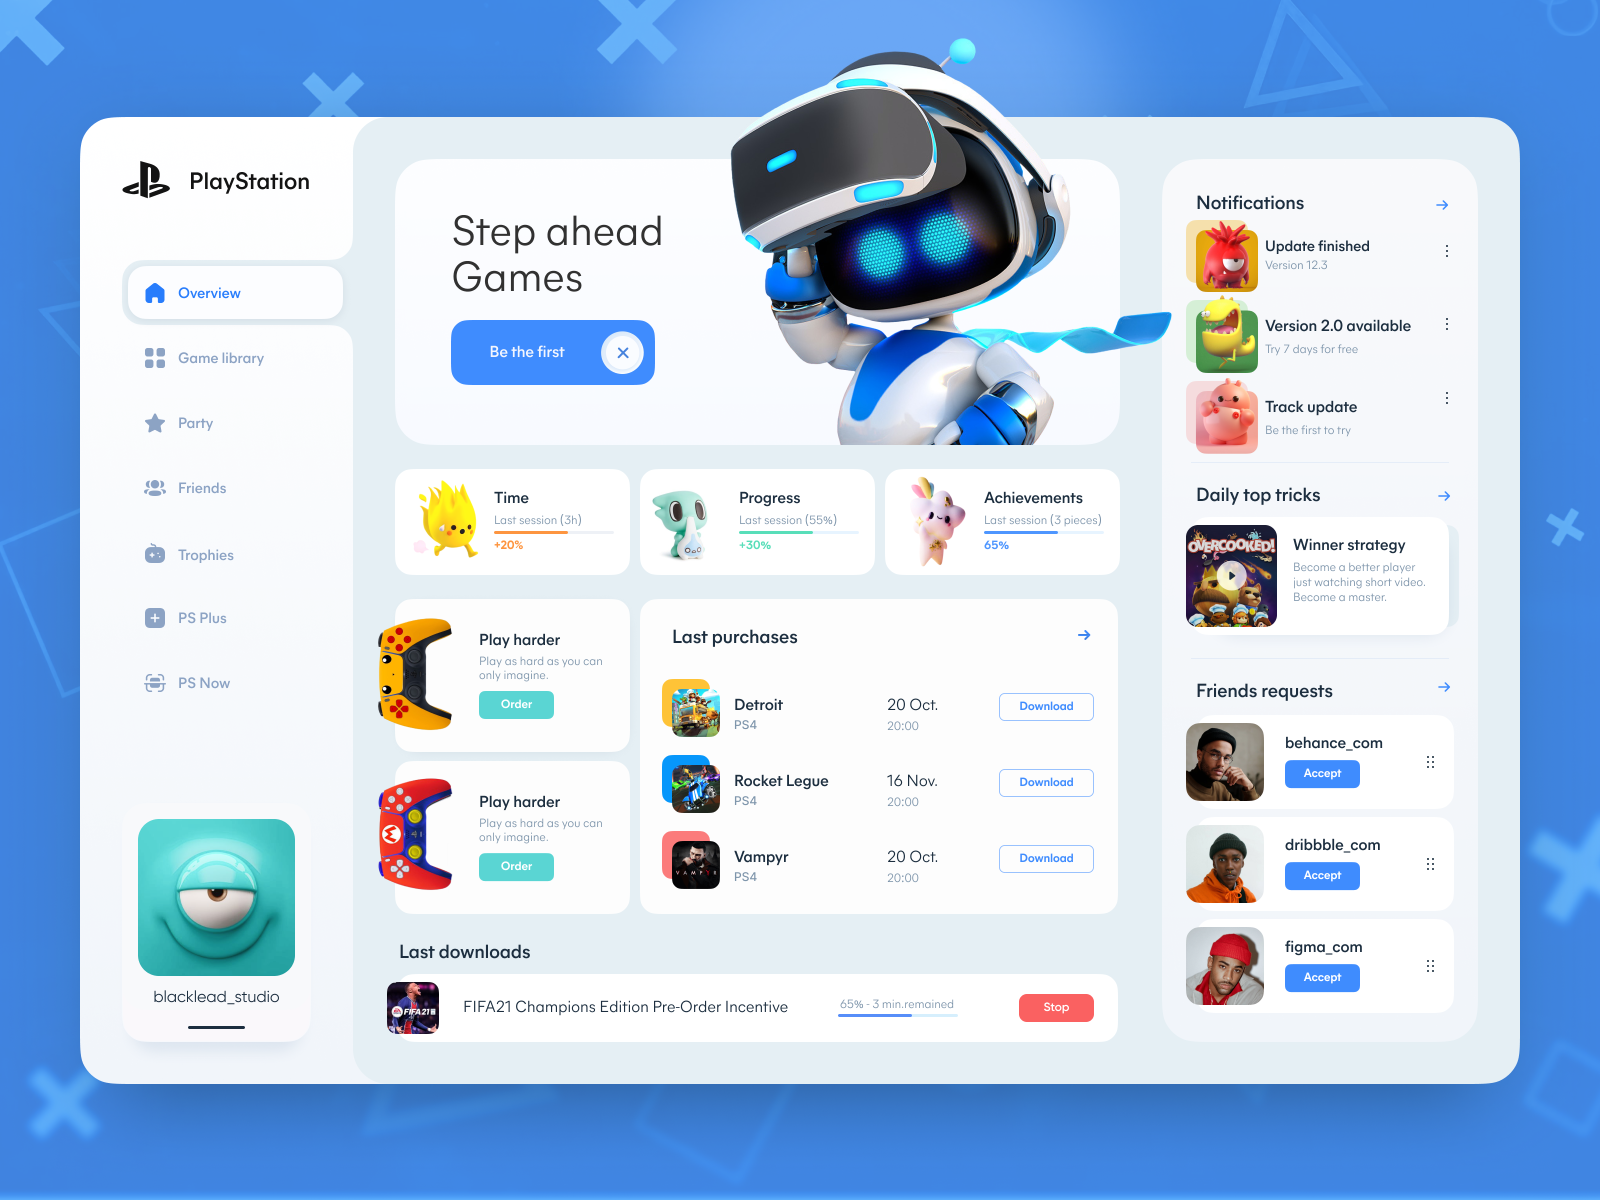 PlayStation
Overview
Game library
Party
Friends
Trophies
PS Plus
PS Now
blacklead_studio
Step ahead
Games
Be the first
Time
Last session (3h)
+20%
Progress
Last session (55%)
+30%
Achievements
Last session (3 pieces)
65%
Play harder
Play as hard as you can
only imagine.
Order
Play harder
Play as hard as you can
only imagine.
Order
Last purchases
Detroit
PS4
20 Oct.
20:00
Download
Rocket Legue
PS4
16 Nov.
20:00
Download
VAMPYR
Vampyr
PS4
20 Oct.
20:00
Download
Last downloads
FIFA21
FIFA21 Champions Edition Pre-Order Incentive
65% - 3 min.remained
Stop
Notifications
Update finished
Version 12.3
Version 2.0 available
Try 7 days for free
Track update
Be the first to try
Daily top tricks
OVERCOOKED!
Winner strategy
Become a better player
just watching short video.
Become a master.
Friends requests
behance_com
Accept
dribbble_com
Accept
figma_com
Accept